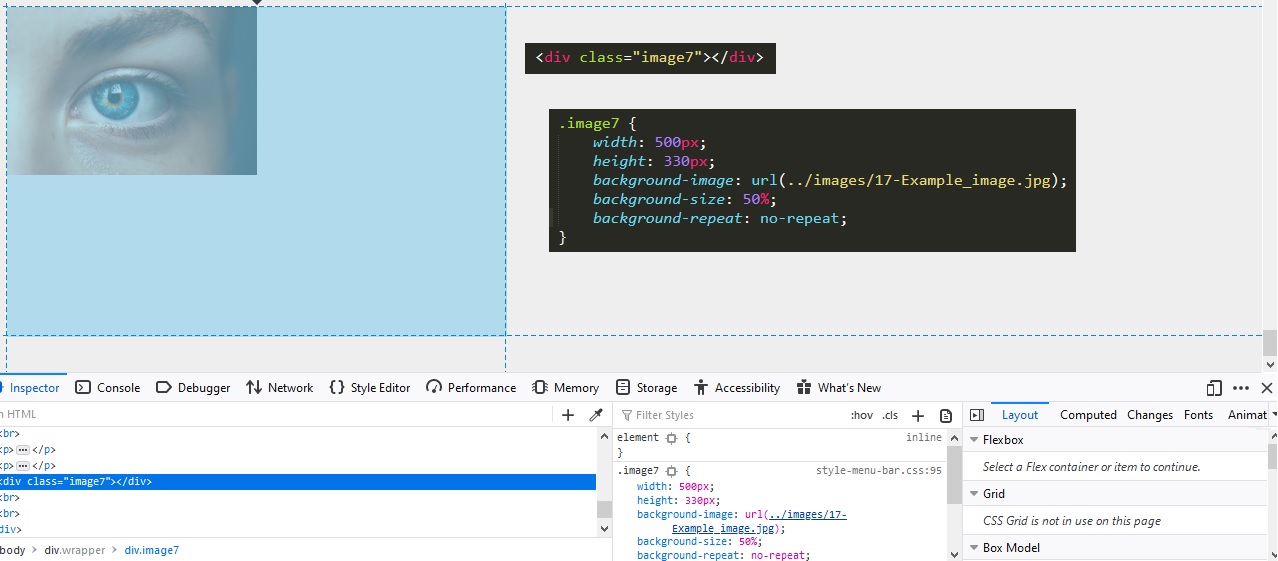 <div class="image7"></div>
.image7 {
width: 500px;
height: 330px;
background-image: url(../images/17-Example_image.jpg);
background-size: 50%;
background-repeat: no-repeat;
}
Inspector Console Debugger Network {} Style Editor Performance Memory Storage Accessibility What's New
HTML
Filter Styles :hov .cls +
Layout Computed Changes Fonts Animat
<br>
<p> ... </p>
<p> ... </p>
<div class="image7"></div>
<br>
<br>
div>
body > div.wrapper > div.image7
element { inline
}
.image7 { style-menu-bar.css:95
width: 500px;
height: 330px;
background-image: url(../images/17-
Example_image.jpg);
background-size: 50%;
background-repeat: no-repeat;
Flexbox
Select a Flex container or item to continue.
Grid
CSS Grid is not in use on this page
Box Model